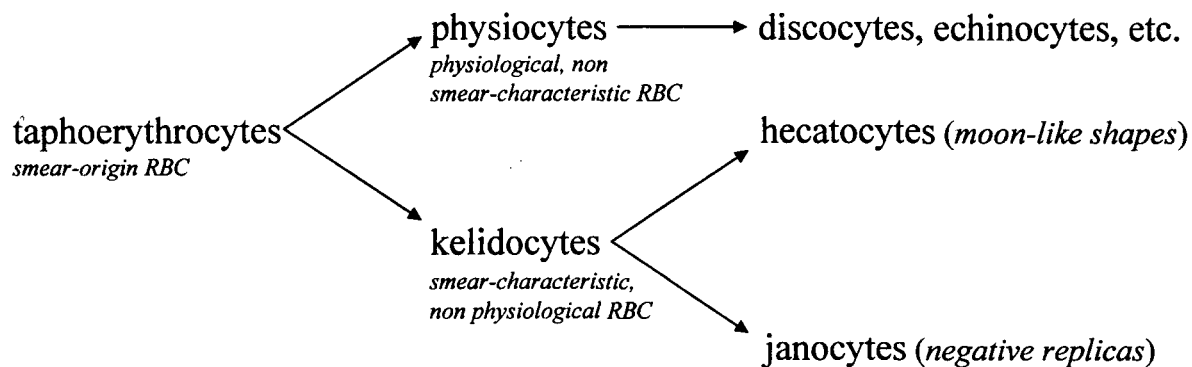 physiocytes
discocytes, echinocytes, etc.
physiological, non
smear-characteristic RBC
taphoerythrocytes
smear-origin RBC
hecatocytes (moon-like shapes)
kelidocytes
smear-characteristic,
non physiological RBC
janocytes (negative replicas)